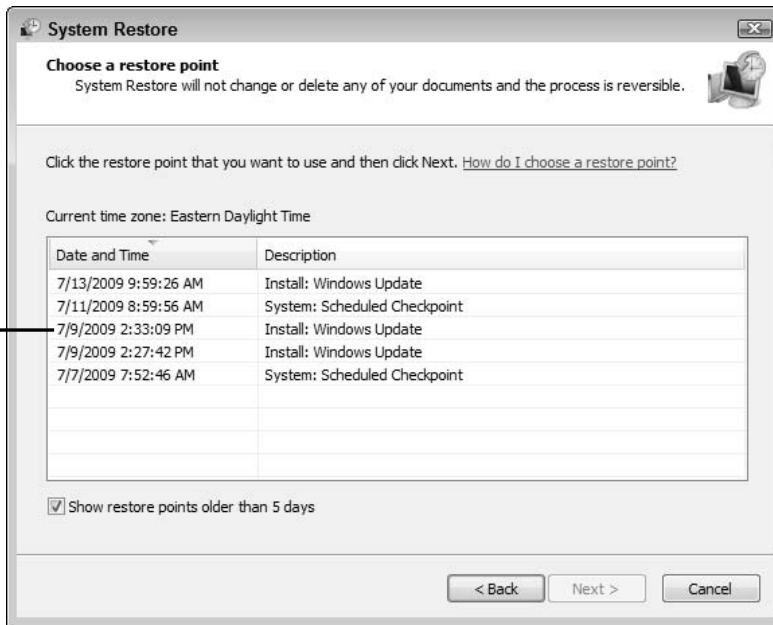 System Restore
Choose a restore point
System Restore will not change or delete any of your documents and the process is reversible.
Click the restore point that you want to use and then click Next. How do I choose a restore point?
Current time zone: Eastern Daylight Time
Date and Time Description
7/13/2009 9:59:26 AM Install: Windows Update
7/11/2009 8:59:56 AM System: Scheduled Checkpoint
7/9/2009 2:33:09 PM Install: Windows Update
7/9/2009 2:27:42 PM Install: Windows Update
7/7/2009 7:52:46 AM System: Scheduled Checkpoint
Show restore points older than 5 days
< Back Next > Cancel